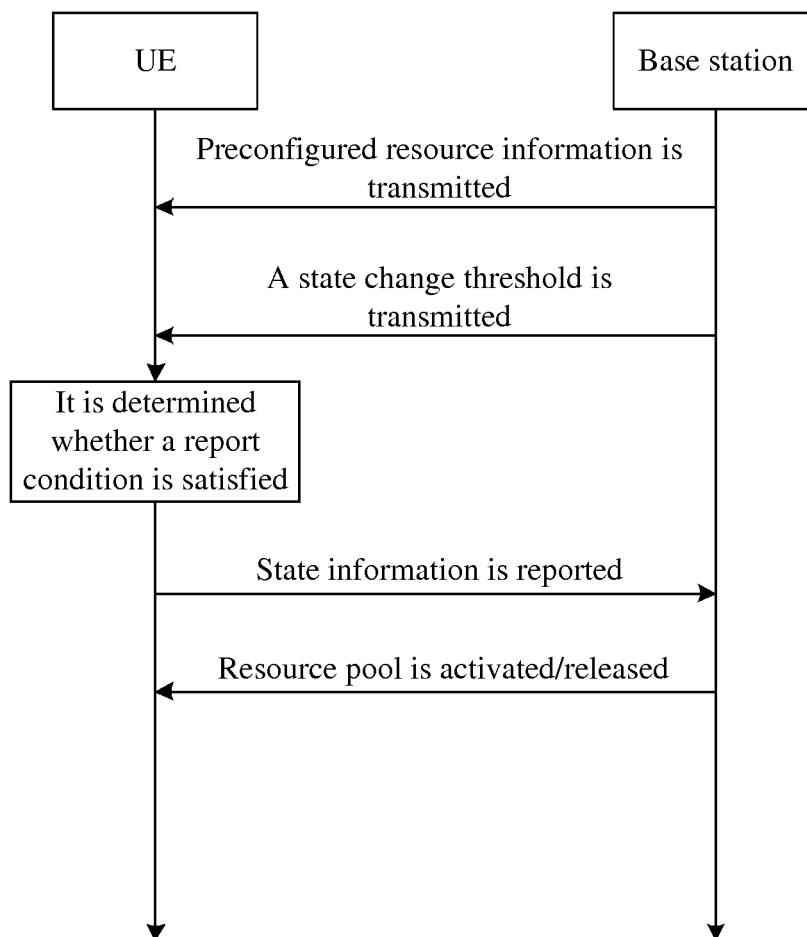 UE
Base station
Preconfigured resource information is
transmitted
A state change threshold is
transmitted
It is determined
whether a report
condition is satisfied
State information is reported
Resource pool is activated/released